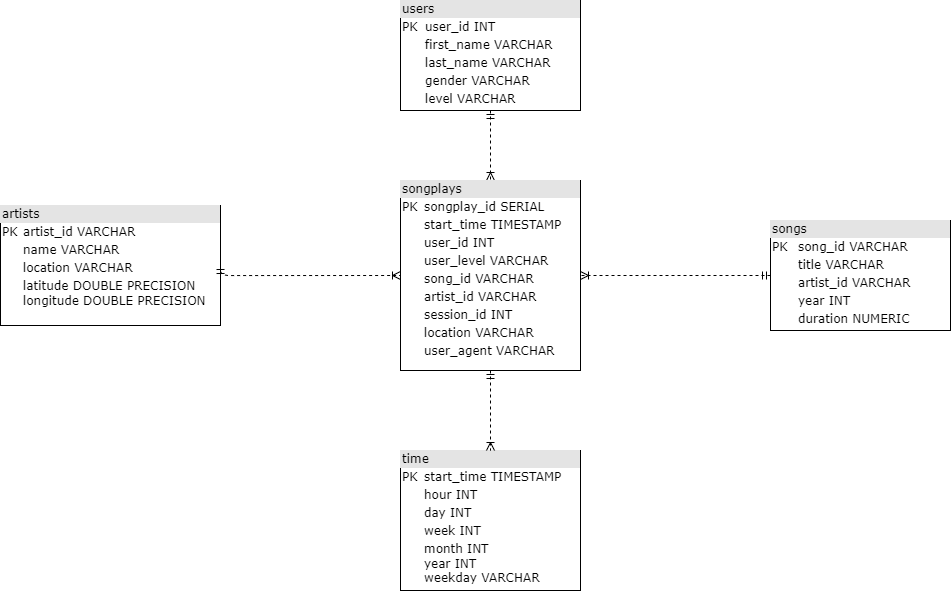 users
PK user_id INT
first_name VARCHAR
last_name VARCHAR
gender VARCHAR
level VARCHAR
songplays
PK songplay_id SERIAL
start_time TIMESTAMP
user_id INT
user_level VARCHAR
song_id VARCHAR
artist_id VARCHAR
session_id INT
location VARCHAR
user_agent VARCHAR
artists
PK artist_id VARCHAR
name VARCHAR
location VARCHAR
latitude DOUBLE PRECISION
longitude DOUBLE PRECISION
songs
PK song_id VARCHAR
title VARCHAR
artist_id VARCHAR
year INT
duration NUMERIC
time
PK start_time TIMESTAMP
hour INT
day INT
week INT
month INT
year INT
weekday VARCHAR